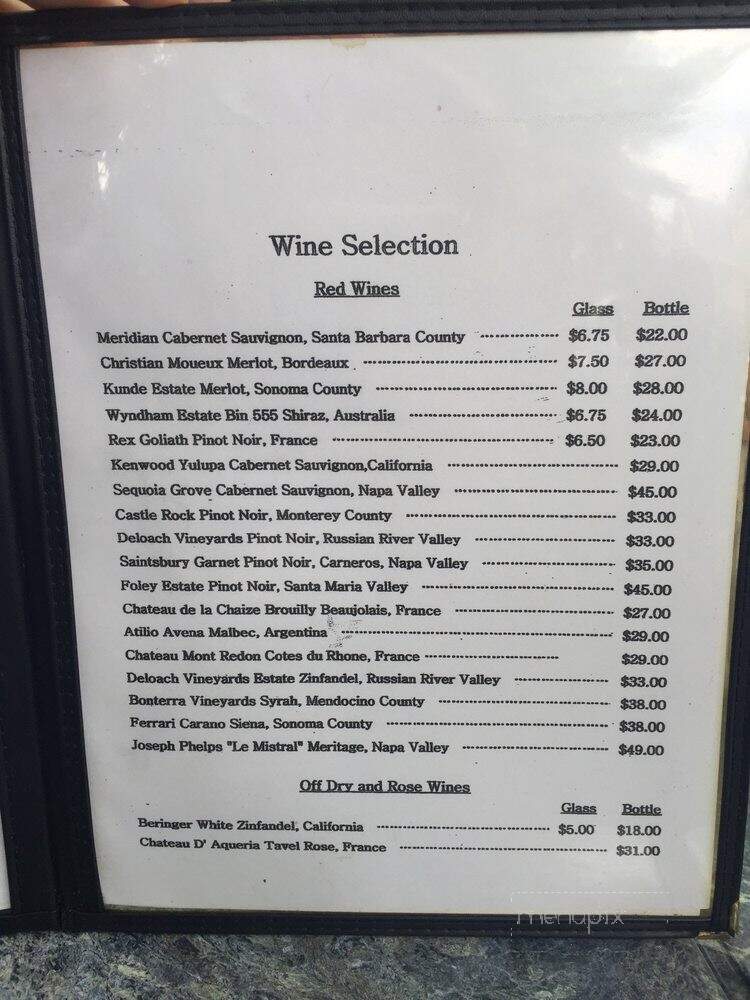 Wine Selection
Red Wines
Glass Bottle
Meridian Cabernet Sauvignon, Santa Barbara County $6.75 $22.00
Christian Moueux Merlot, Bordeaux $7.50 $27.00
Kunde Estate Merlot, Sonoma County $8.00 $28.00
Wyndham Estate Bin 555 Shiraz, Australia $6.75 $24.00
Rex Goliath Pinot Noir, France $6.50 $23.00
Kenwood Yulupa Cabernet Sauvignon,California $29.00
Sequoia Grove Cabernet Sauvignon, Napa Valley $45.00
Castle Rock Pinot Noir, Monterey County $33.00
Deloach Vineyards Pinot Noir, Russian River Valley $33.00
Saintsbury Garnet Pinot Noir, Carneros, Napa Valley $35.00
Foley Estate Pinot Noir, Santa Maria Valley $45.00
Chateau de la Chaize Brouilly Beaujolais, France $27.00
Atilio Avena Malbec, Argentina $29.00
Chateau Mont Redon Cotes du Rhone, France $29.00
Deloach Vineyards Estate Zinfandel, Russian River Valley $33.00
Bonterra Vineyards Syrah, Mendocino County $38.00
Ferrari Carano Siena, Sonoma County $38.00
Joseph Phelps "Le Mistral" Meritage, Napa Valley $49.00
Off Dry and Rose Wines
Glass Bottle
Beringer White Zinfandel, California $5.00 $18.00
Chateau D' Aqueria Tavel Rose, France $31.00
menupix